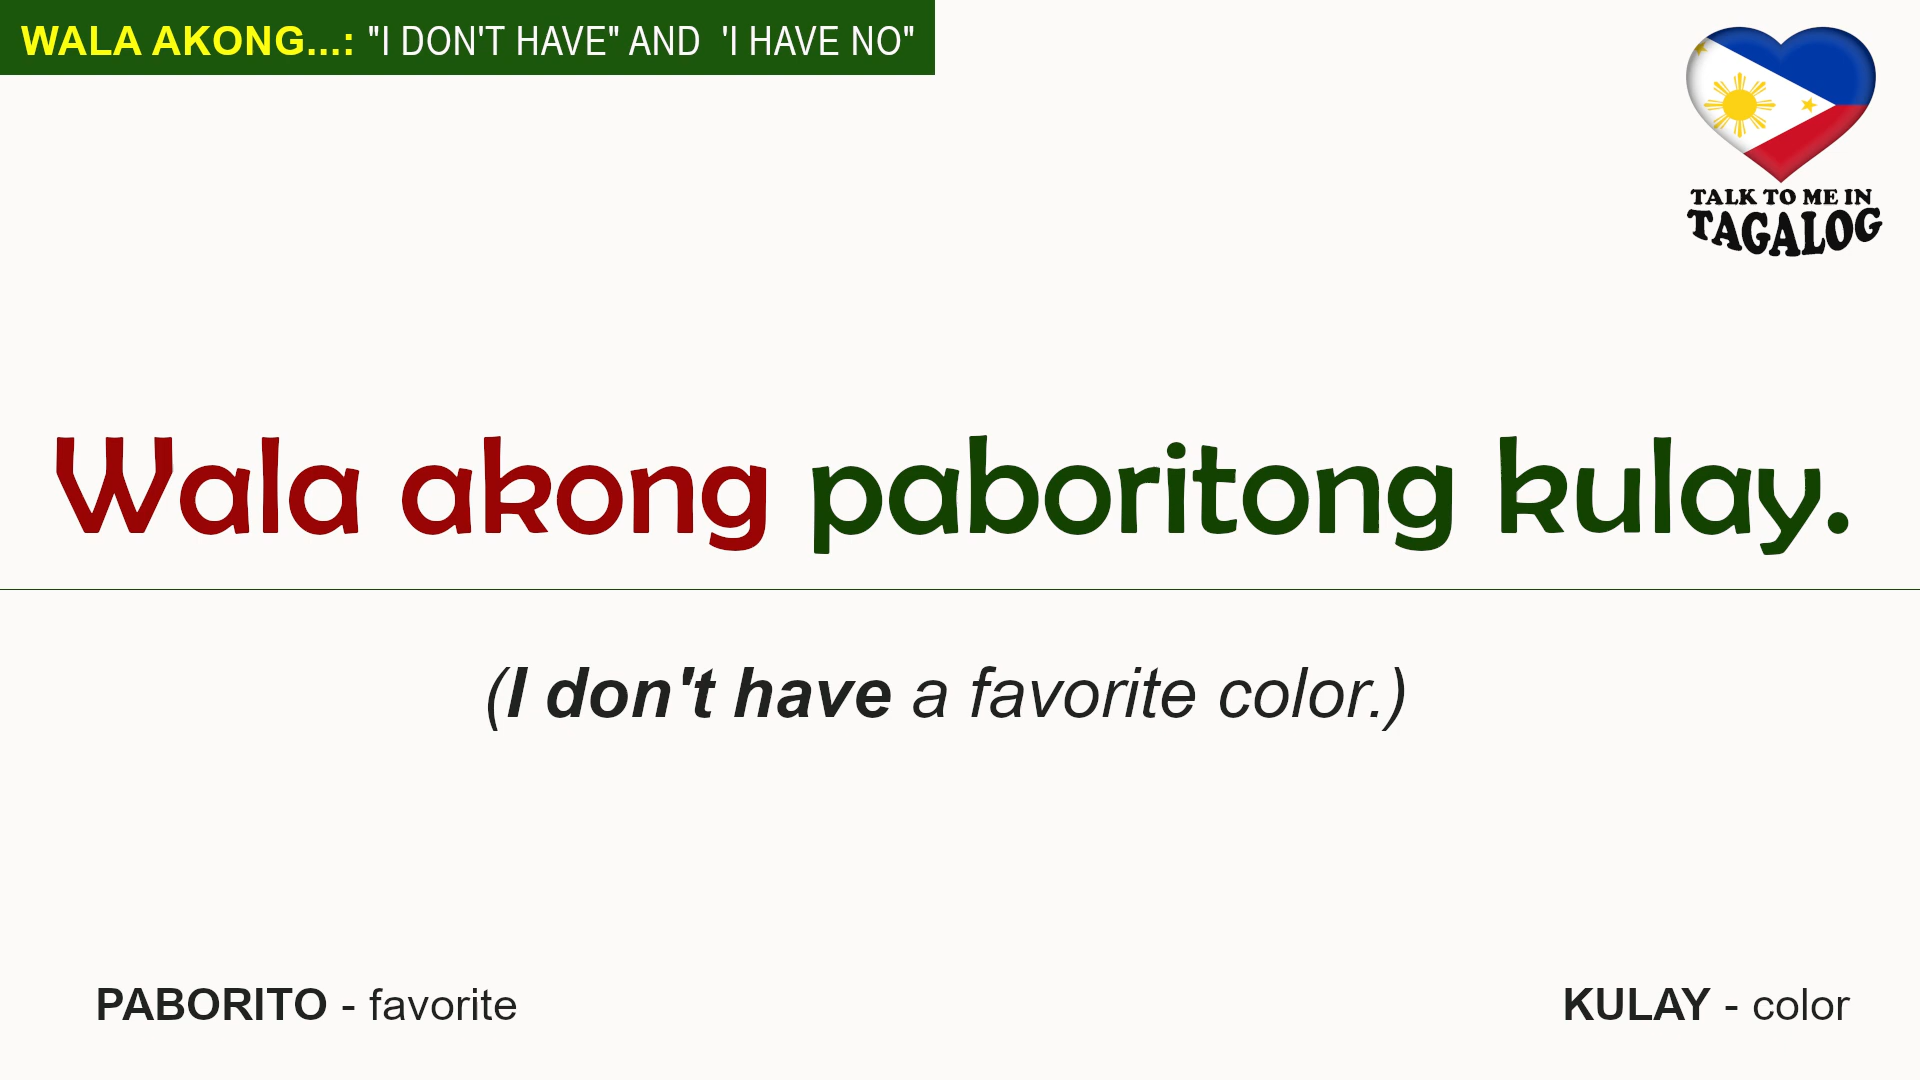 WALA AKONG...: "I DON'T HAVE" AND 'I HAVE NO"
TALK TO ME IN
TAGALOG
Wala akong paboritong kulay.
(I don't have a favorite color.)
PABORITO - favorite
KULAY - color